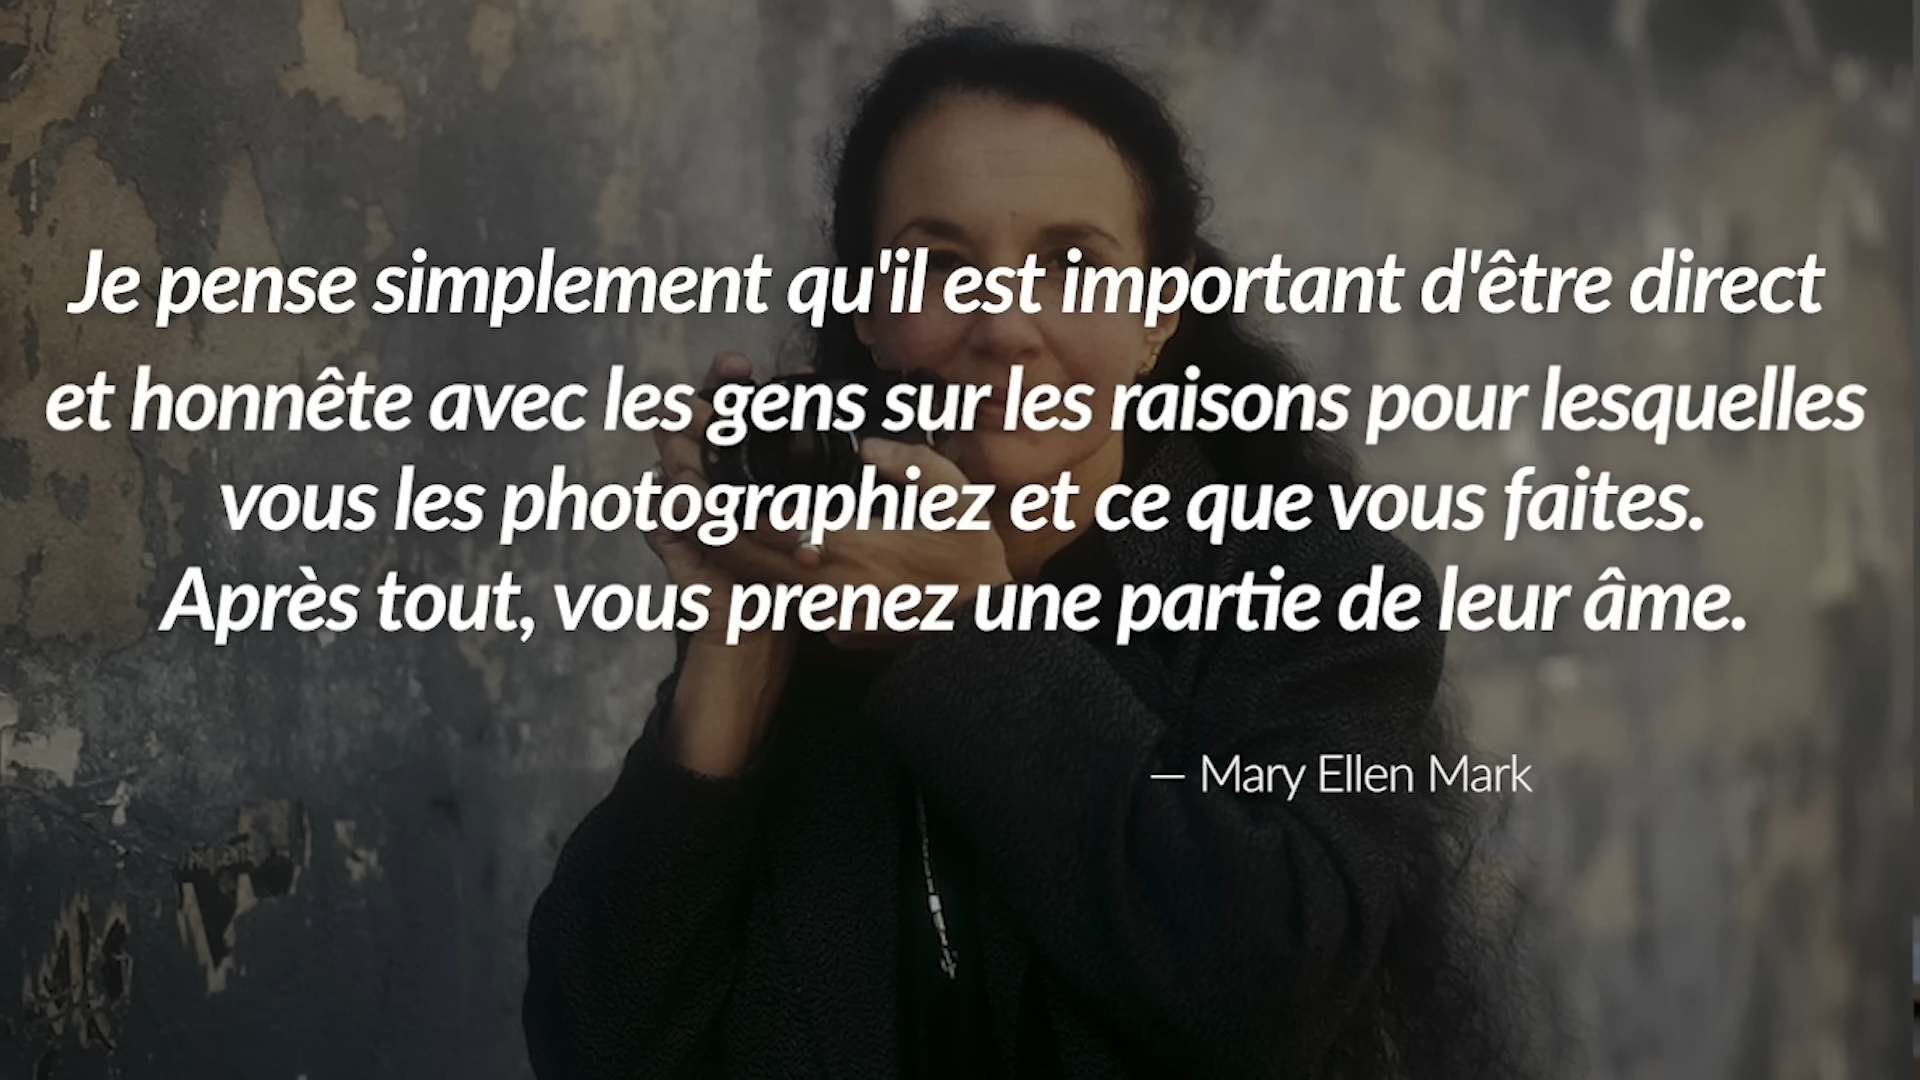 Je pense simplement qu'il est important d'être direct
et honnête avec les gens sur les raisons pour lesquelles
vous les photographiez et ce que vous faites.
Après tout, vous prenez une partie de leur âme.
— Mary Ellen Mark